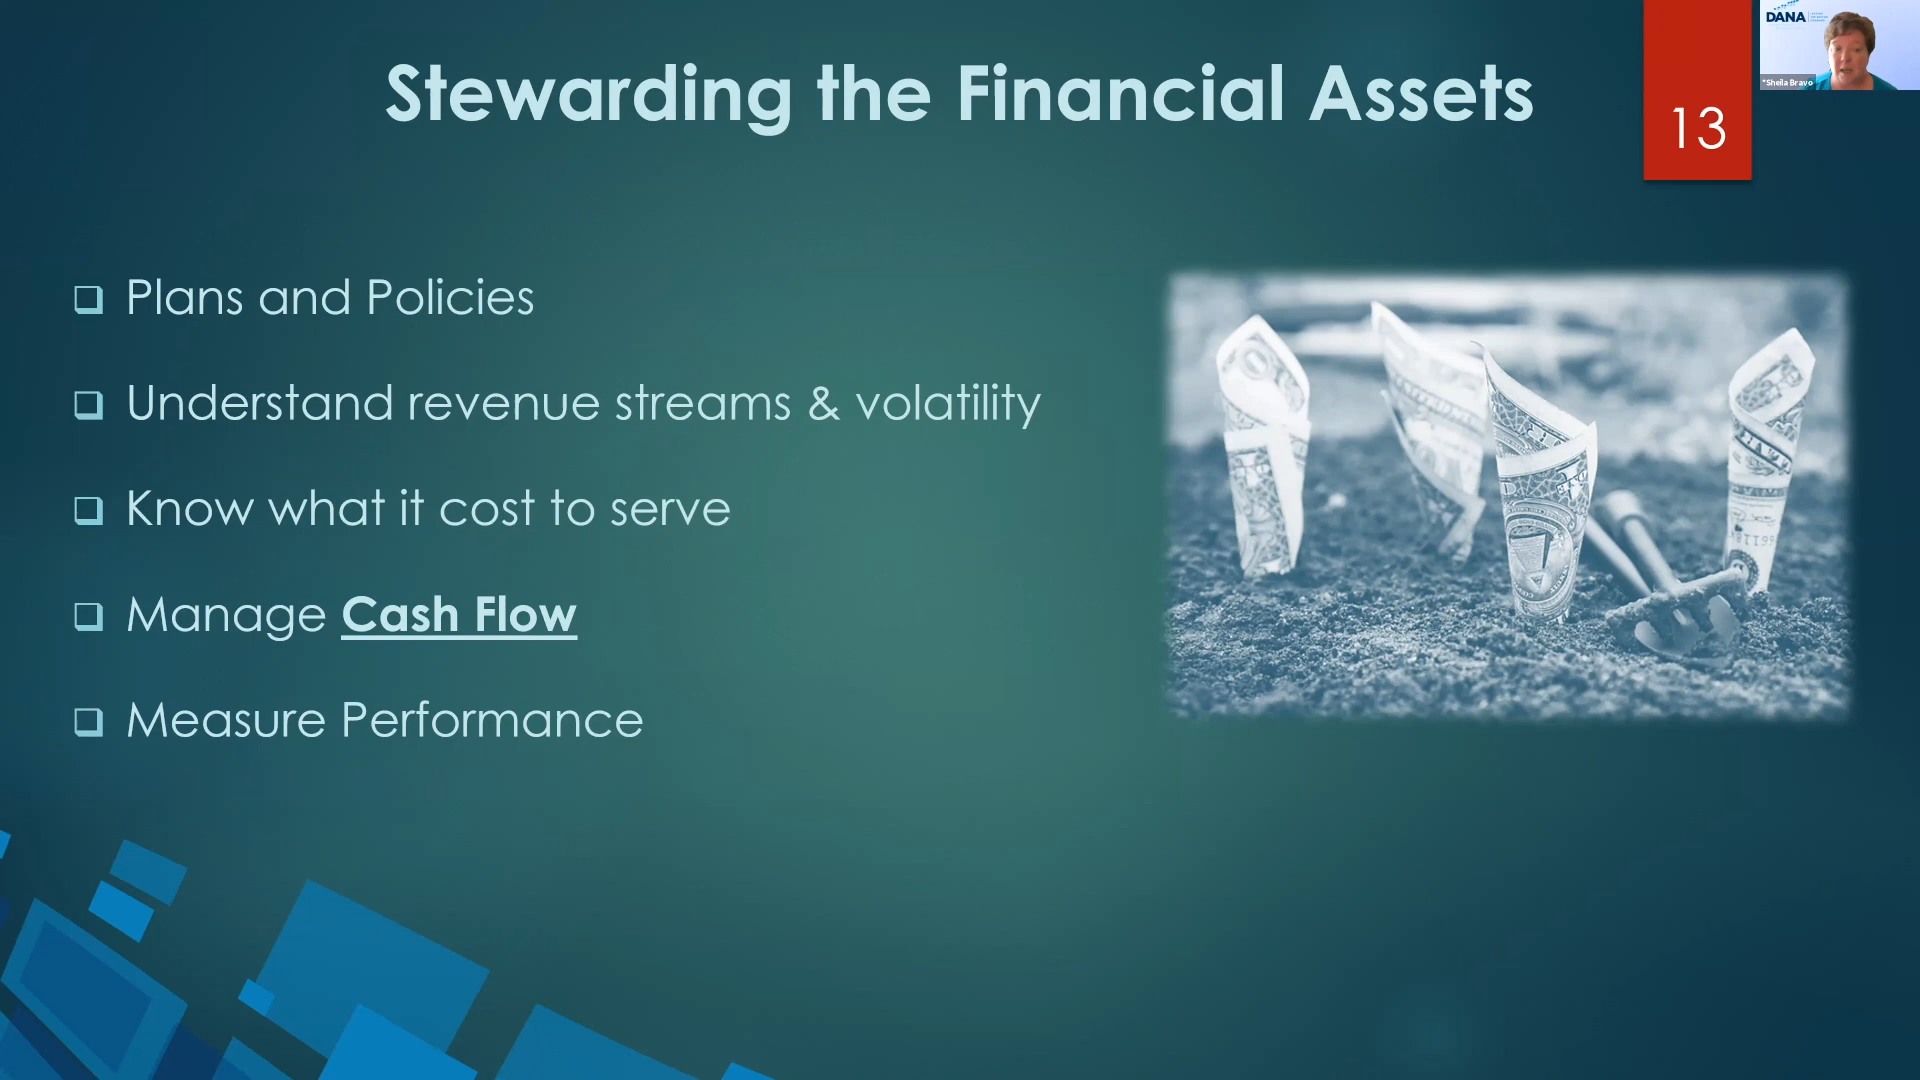 Stewarding the Financial Assets
13
DANA
*Sheila Bravo
Plans and Policies
Understand revenue streams & volatility
Know what it cost to serve
Manage Cash Flow
Measure Performance